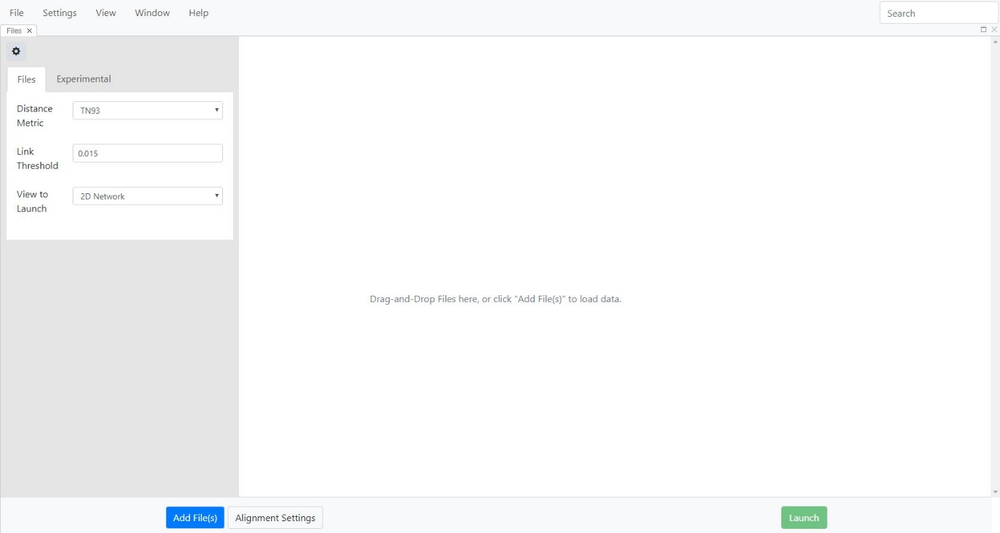 File Settings View Window Help Search
Files
Files Experimental
Distance Metric TN93
Link Threshold 0.015
View to Launch 2D Network
Drag-and-Drop Files here, or click "Add File(s)" to load data.
Add File(s) Alignment Settings Launch